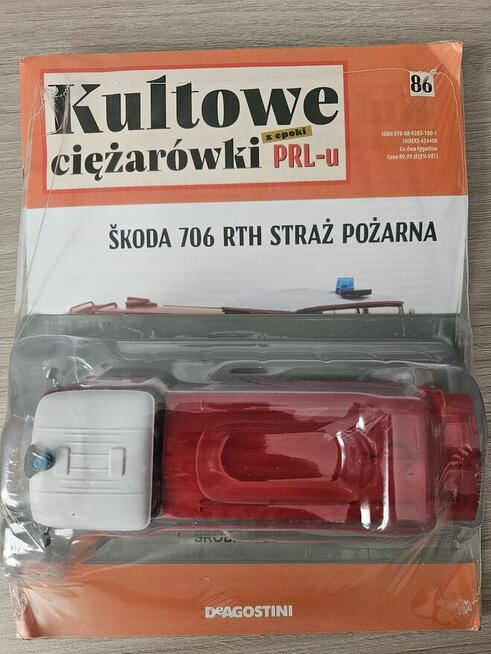 Kultowe
z epoki
ciężarówki PRL-u
86
ISBN 978-88-9283-100-1
INDEKS 424498
Co dwa tygodnie
Cena 89,99 zł (5% VAT)
ŠKODA 706 RTH STRAŻ POŻARNA
DeAGOSTINI